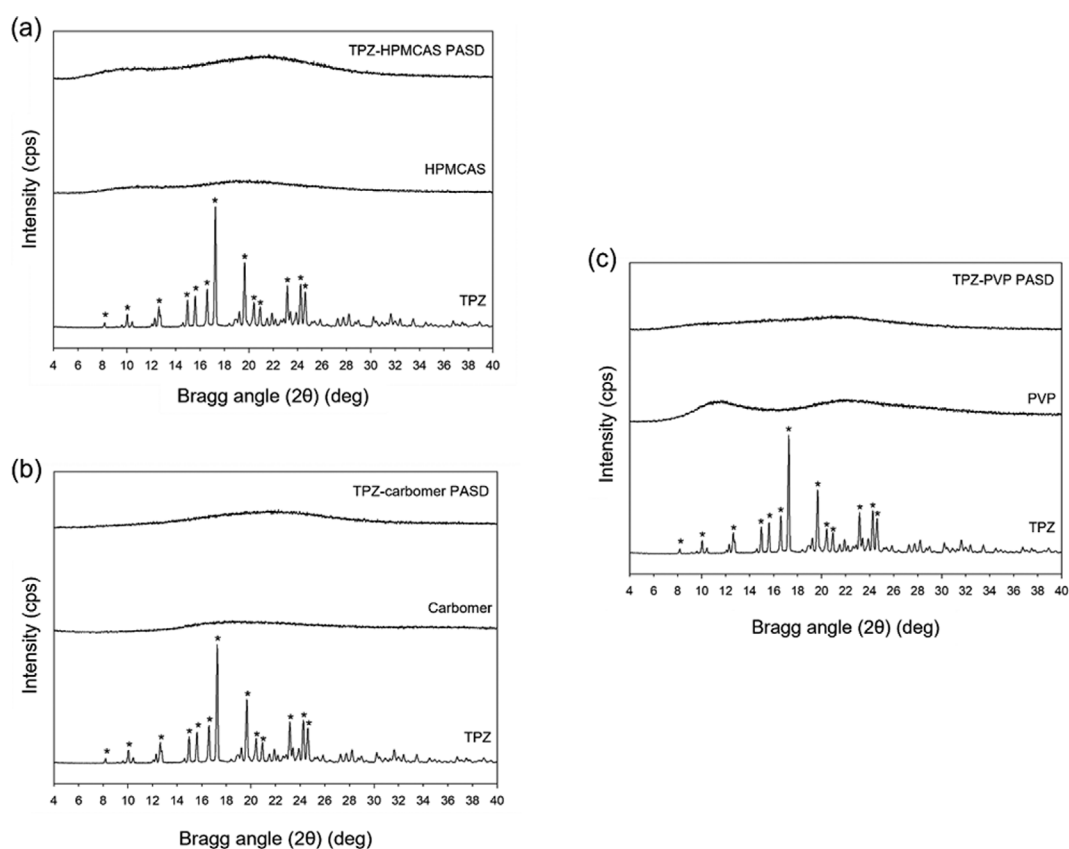 (a)
TPZ-HPMCAS PASD
HPMCAS
TPZ
* * * * * * * * * * * * *
Intensity (cps)
4 6 8 10 12 14 16 18 20 22 24 26 28 30 32 34 36 38 40
Bragg angle (2θ) (deg)
(b)
TPZ-carbomer PASD
Carbomer
TPZ
* * * * * * * * * * * * *
Intensity (cps)
4 6 8 10 12 14 16 18 20 22 24 26 28 30 32 34 36 38 40
Bragg angle (2θ) (deg)
(c)
TPZ-PVP PASD
PVP
TPZ
* * * * * * * * * * * * *
Intensity (cps)
4 6 8 10 12 14 16 18 20 22 24 26 28 30 32 34 36 38 40
Bragg angle (2θ) (deg)